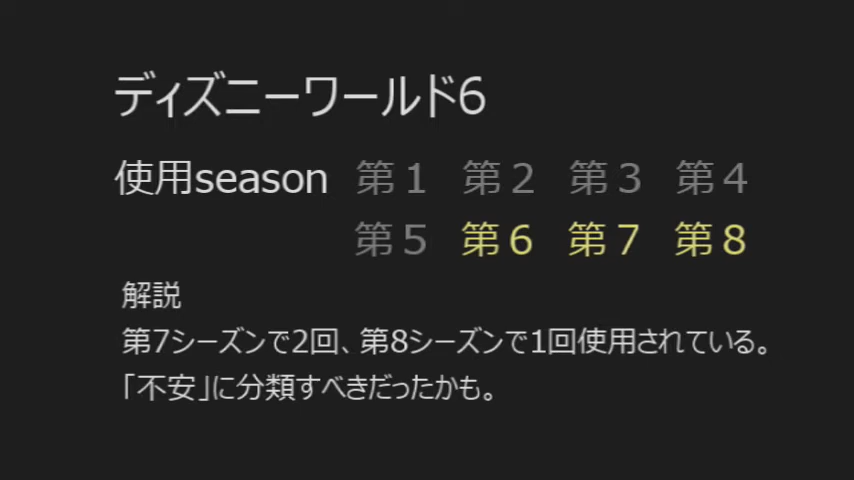 ディズニーワールド6
使用season 第１ 第２ 第３ 第４
第５ 第６ 第７ 第８
解説
第7シーズンで2回、第8シーズンで1回使用されている。
「不安」に分類すべきだったかも。